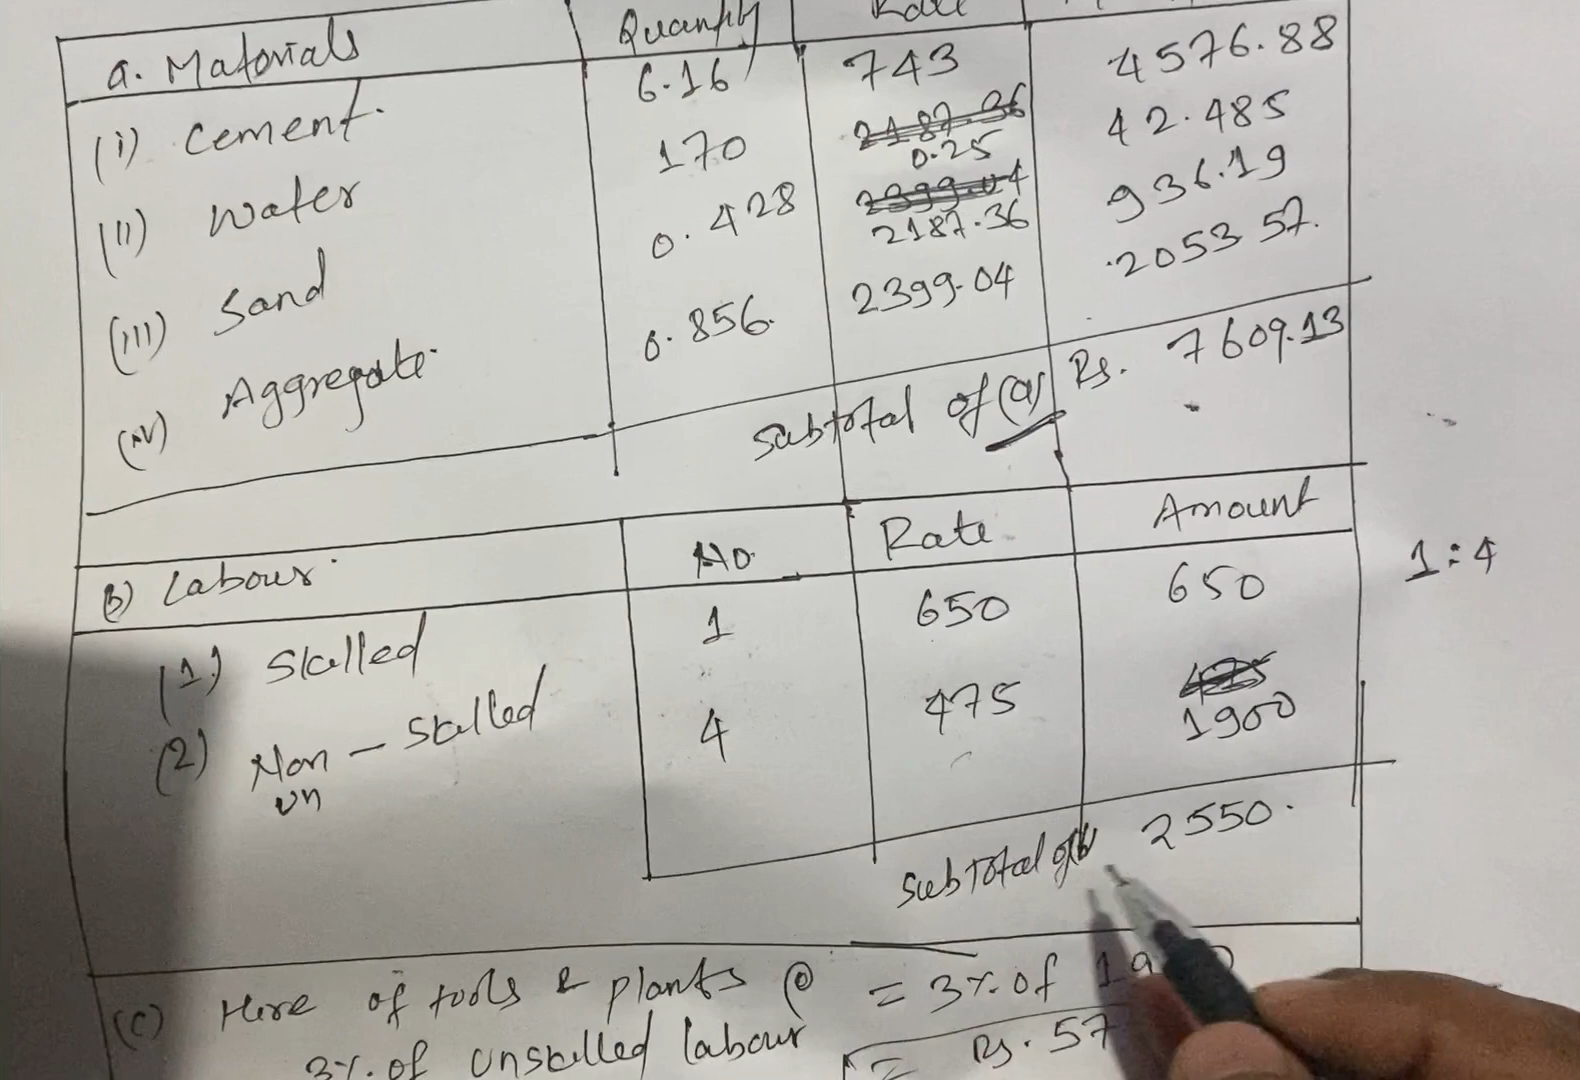 a. Materials Quantity Rate
(i) Cement. 6.16 743 4576.88
(ii) Water 170 0.25 42.485
(iii) Sand 0.428 2187.36 936.19
(iv) Aggregate. 0.856. 2399.04 .2053 57.
Subtotal of (a) Rs. 7609.13
(b) Labour. No. Rate Amount
(1) Skilled 1 650 650
1:4
(2) Non-Skilled 4 475 1900
un
Subtotal of b 2550.
(c) Hire of tools & plants @ = 3%. of
3%. of unskilled labour = Rs. 57